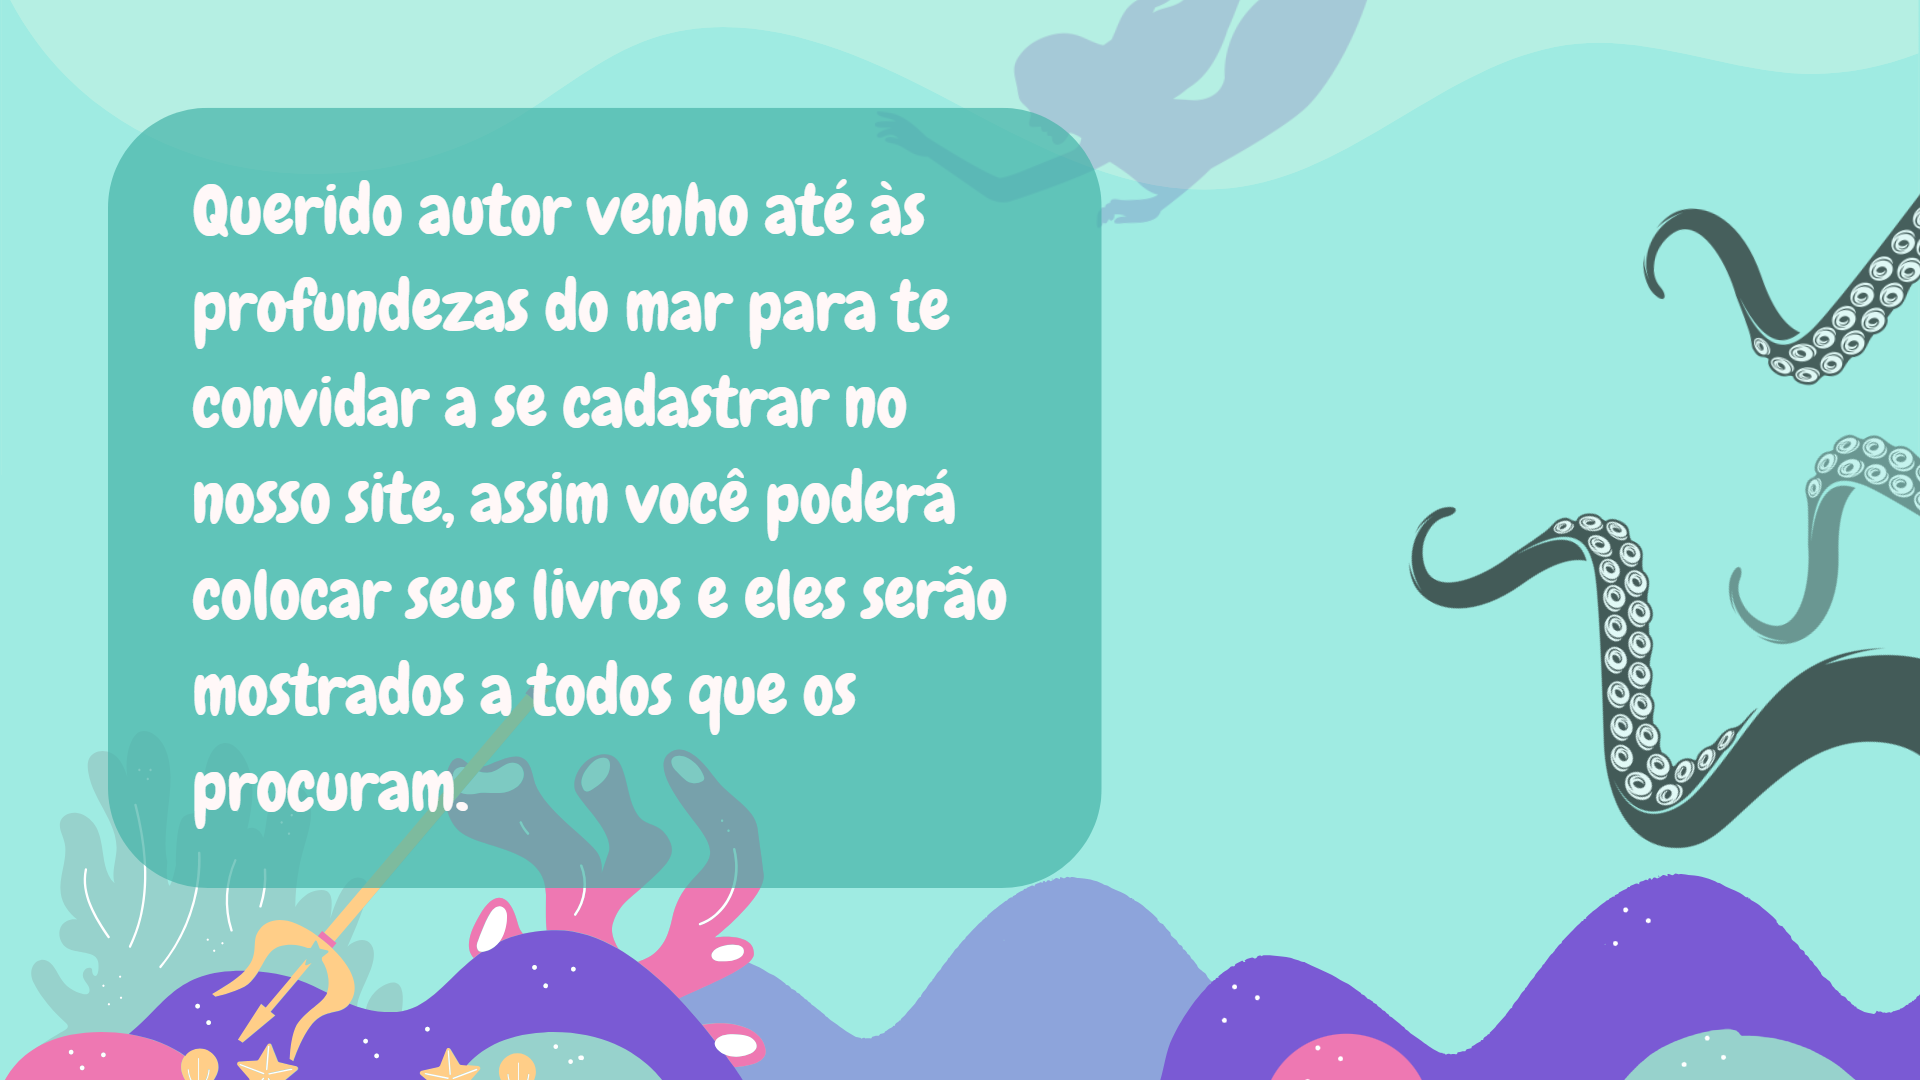 Querido autor venho até às
profundezas do mar para te
convidar a se cadastrar no
nosso site, assim você poderá
colocar seus livros e eles serão
mostrados a todos que os
procuram.